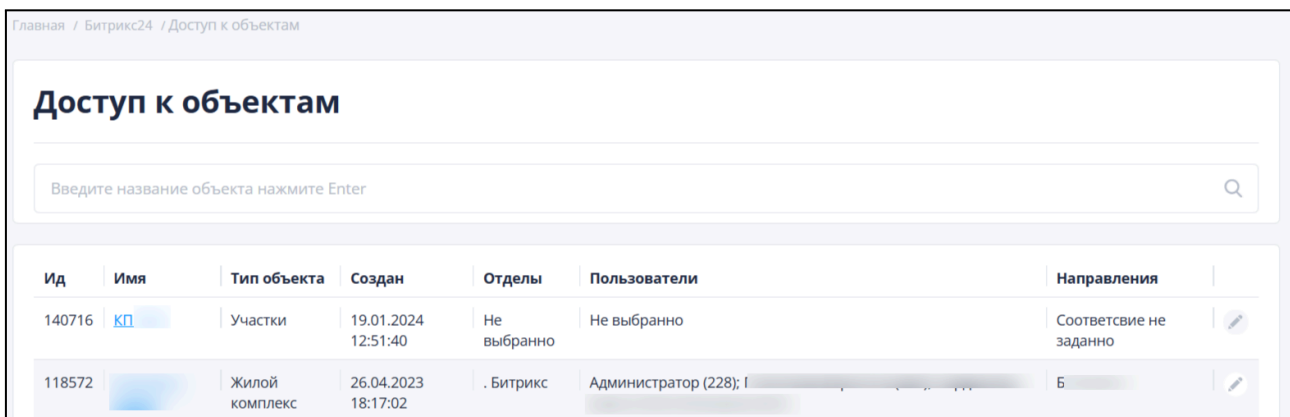 Главная / Битрикс24 / Доступ к объектам
Доступ к объектам
Введите название объекта нажмите Enter
Ид Имя Тип объекта Создан Отделы Пользователи Направления
140716 КП Участки 19.01.2024 Не Не выбранно Соответсвие не
12:51:40 выбранно заданно
118572 Жилой 26.04.2023 . Битрикс Администратор (228);
комплекс 18:17:02